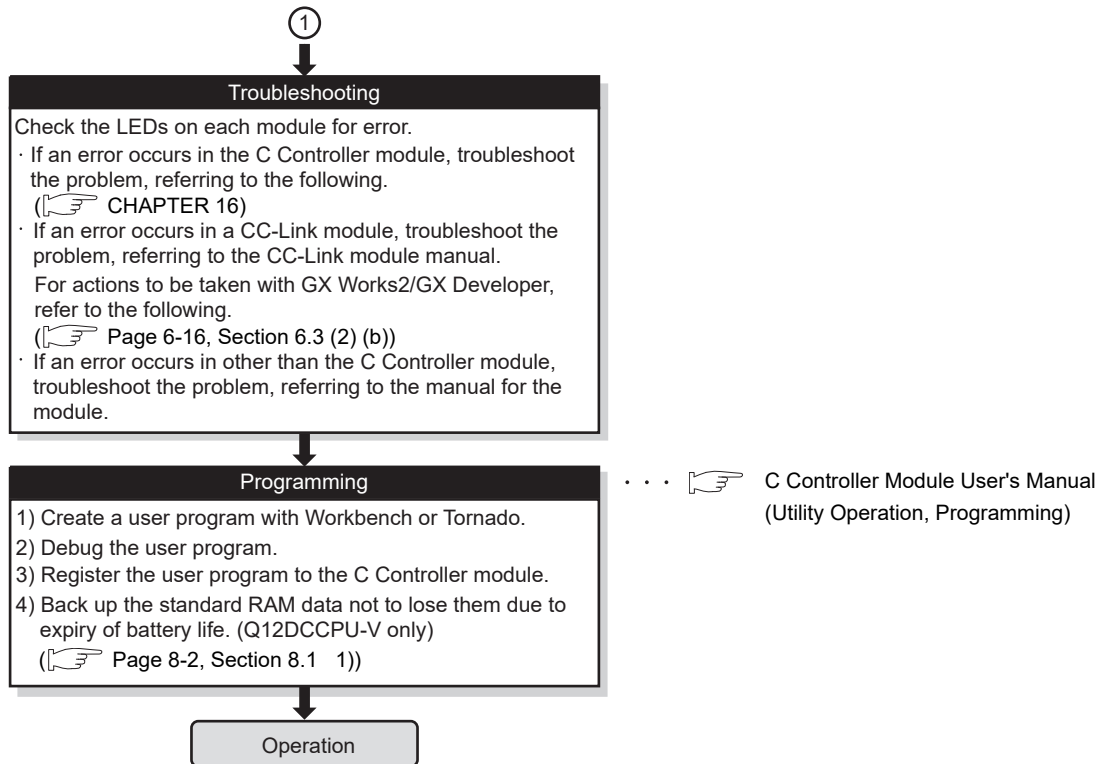 1
Troubleshooting
Check the LEDs on each module for error.
· If an error occurs in the C Controller module, troubleshoot
the problem, referring to the following.
( CHAPTER 16)
· If an error occurs in a CC-Link module, troubleshoot the
problem, referring to the CC-Link module manual.
For actions to be taken with GX Works2/GX Developer,
refer to the following.
( Page 6-16, Section 6.3 (2) (b))
· If an error occurs in other than the C Controller module,
troubleshoot the problem, referring to the manual for the
module.
Programming
1) Create a user program with Workbench or Tornado.
2) Debug the user program.
3) Register the user program to the C Controller module.
4) Back up the standard RAM data not to lose them due to
expiry of battery life. (Q12DCCPU-V only)
( Page 8-2, Section 8.1 1))
· · · C Controller Module User's Manual
(Utility Operation, Programming)
Operation